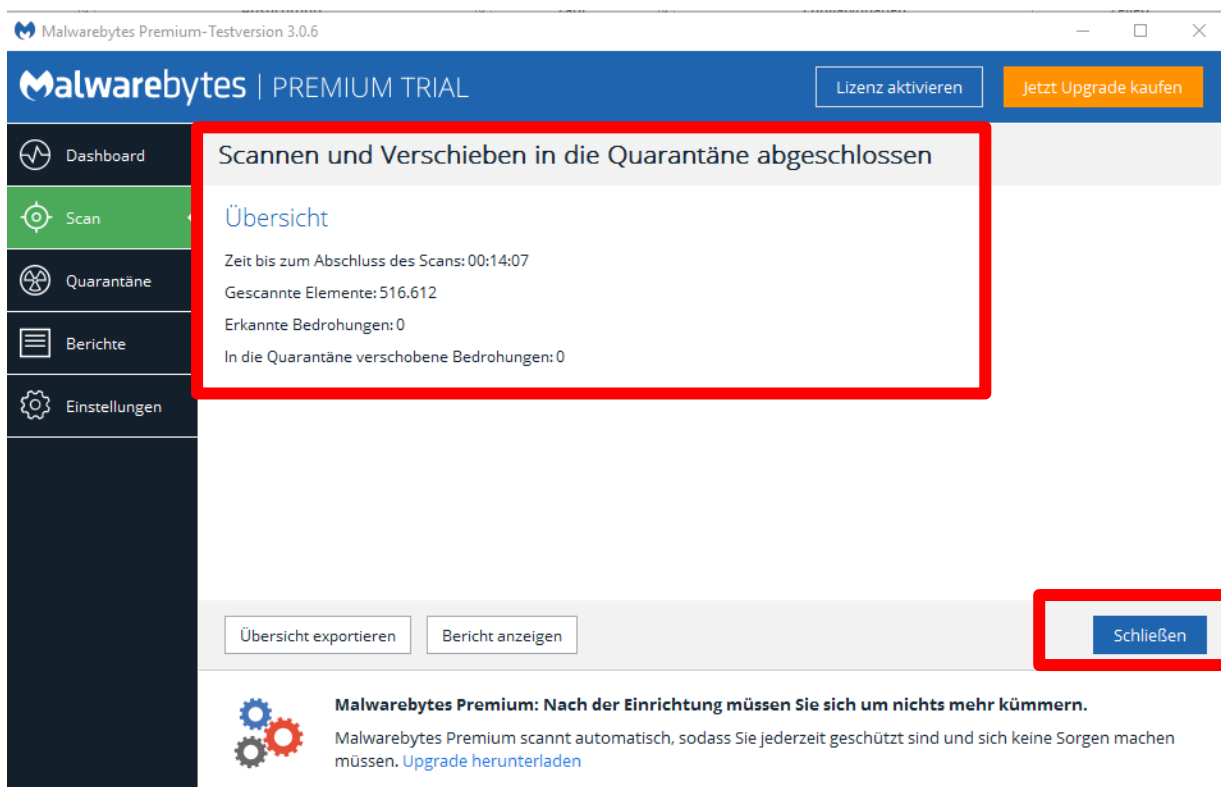 Malwarebytes Premium-Testversion 3.0.6
Malwarebytes | PREMIUM TRIAL
Lizenz aktivieren
Jetzt Upgrade kaufen
Dashboard
Scan
Quarantäne
Berichte
Einstellungen
Scannen und Verschieben in die Quarantäne abgeschlossen
Übersicht
Zeit bis zum Abschluss des Scans: 00:14:07
Gescannte Elemente: 516.612
Erkannte Bedrohungen: 0
In die Quarantäne verschobene Bedrohungen: 0
Übersicht exportieren
Bericht anzeigen
Schließen
Malwarebytes Premium: Nach der Einrichtung müssen Sie sich um nichts mehr kümmern.
Malwarebytes Premium scannt automatisch, sodass Sie jederzeit geschützt sind und sich keine Sorgen machen
müssen. Upgrade herunterladen